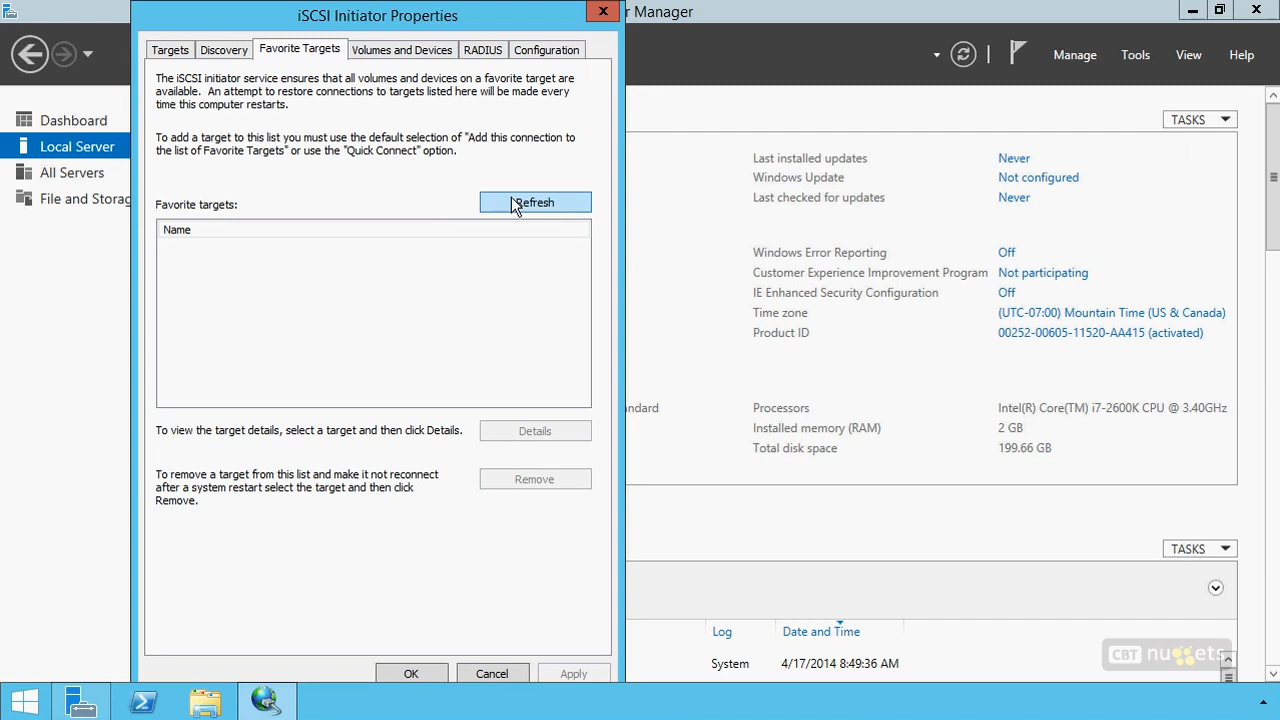 iSCSI Initiator Properties
r Manager
Manage
Tools
View
Help
Targets
Discovery
Favorite Targets
Volumes and Devices
RADIUS
Configuration
The iSCSI initiator service ensures that all volumes and devices on a favorite target are
available. An attempt to restore connections to targets listed here will be made every
time this computer restarts.
To add a target to this list you must use the default selection of "Add this connection to
the list of Favorite Targets" or use the "Quick Connect" option.
Favorite targets:
Refresh
Name
To view the target details, select a target and then click Details.
Details
To remove a target from this list and make it not reconnect
after a system restart select the target and then click
Remove.
Remove
OK
Cancel
Apply
Dashboard
Local Server
All Servers
File and Storag
TASKS
Last installed updates
Never
Windows Update
Not configured
Last checked for updates
Never
Windows Error Reporting
Off
Customer Experience Improvement Program
Not participating
IE Enhanced Security Configuration
Off
Time zone
(UTC-07:00) Mountain Time (US & Canada)
Product ID
00252-00605-11520-AA415 (activated)
andard
Processors
Intel(R) Core(TM) i7-2600K CPU @ 3.40GHz
Installed memory (RAM)
2 GB
Total disk space
199.66 GB
TASKS
Log
Date and Time
System
4/17/2014 8:49:36 AM
CBT nuggets